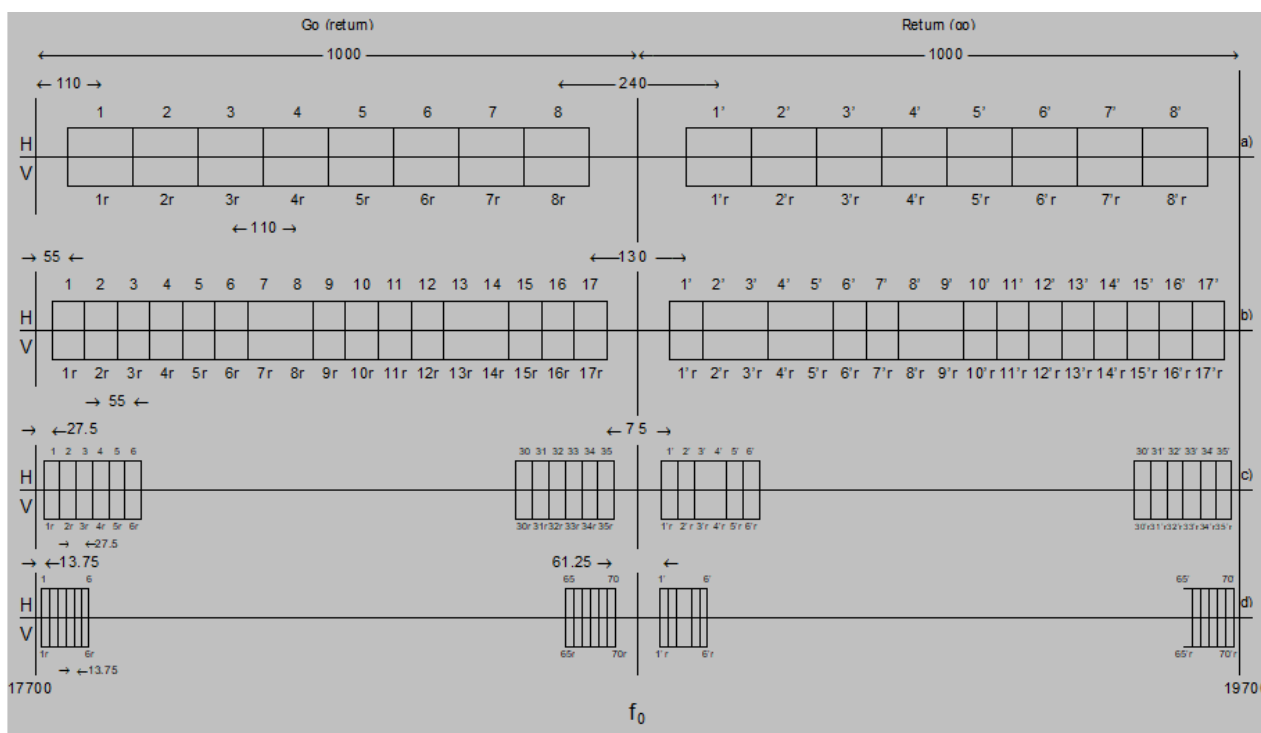 Go (return) Return (go)
← 1000 → ← 1000 →
← 110 → ← 240 →
1 2 3 4 5 6 7 8 1' 2' 3' 4' 5' 6' 7' 8'
H
V
a)
1r 2r 3r 4r 5r 6r 7r 8r 1'r 2'r 3'r 4'r 5'r 6'r 7'r 8'r
← 110 →
→ 55 ← ← 130 →
1 2 3 4 5 6 7 8 9 10 11 12 13 14 15 16 17 1' 2' 3' 4' 5' 6' 7' 8' 9' 10' 11' 12' 13' 14' 15' 16' 17'
H
V
b)
1r 2r 3r 4r 5r 6r 7r 8r 9r 10r 11r 12r 13r 14r 15r 16r 17r 1'r 2'r 3'r 4'r 5'r 6'r 7'r 8'r 9'r 10'r 11'r 12'r 13'r 14'r 15'r 16'r 17'r
→ 55 ←
→ ←27.5 ← 75 →
1 2 3 4 5 6 30 31 32 33 34 35 1' 2' 3' 4' 5' 6' 30' 31' 32' 33' 34' 35'
H
V
c)
1r 2r 3r 4r 5r 6r 30r 31r 32r 33r 34r 35r 1'r 2'r 3'r 4'r 5'r 6'r 30'r 31'r 32'r 33'r 34'r 35'r
→ ←27.5
→ ←13.75 61.25 → ←
1 6 65 70 1' 6' 65' 70'
H
V
d)
1r 6r 65r 70r 1'r 6'r 65'r 70'r
→ ←13.75
17700 19700
f0